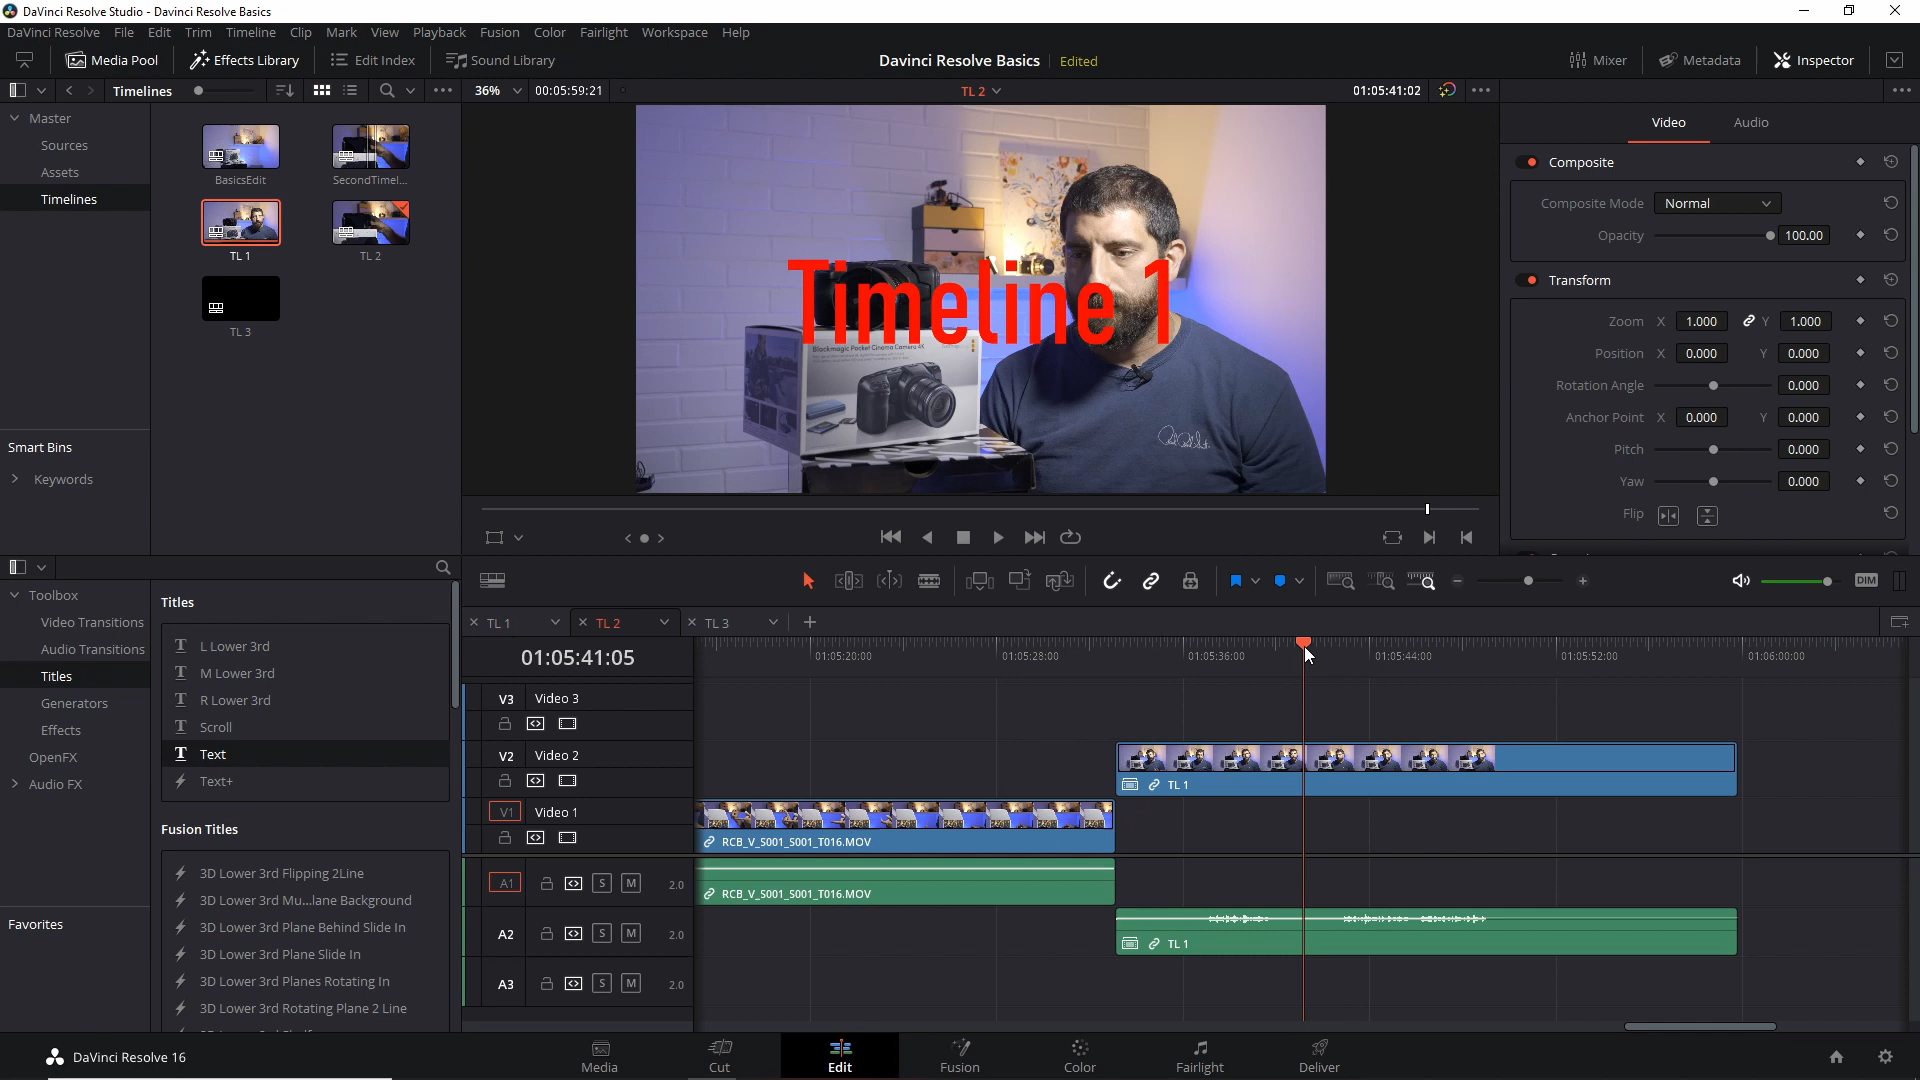 DaVinci Resolve Studio - Davinci Resolve Basics
DaVinci Resolve File Edit Trim Timeline Clip Mark View Playback Fusion Color Fairlight Workspace Help
Media Pool Effects Library Edit Index Sound Library Davinci Resolve Basics Edited Mixer Metadata Inspector
Timelines 36% 00:05:59:21 TL 2 01:05:41:02
Master
Sources
Assets
Timelines
BasicsEdit SecondTimel...
TL 1 TL 2
TL 3
Smart Bins
Keywords
Timeline 1
Blackmagic Pocket Cinema Camera 4K
Video Audio
Composite
Composite Mode Normal
Opacity 100.00
Transform
Zoom X 1.000 Y 1.000
Position X 0.000 Y 0.000
Rotation Angle 0.000
Anchor Point X 0.000 Y 0.000
Pitch 0.000
Yaw 0.000
Flip
DIM
Toolbox
Video Transitions
Audio Transitions
Titles
Generators
Effects
OpenFX
Audio FX
Favorites
Titles
L Lower 3rd
M Lower 3rd
R Lower 3rd
Scroll
Text
Text+
Fusion Titles
3D Lower 3rd Flipping 2Line
3D Lower 3rd Mu...lane Background
3D Lower 3rd Plane Behind Slide In
3D Lower 3rd Plane Slide In
3D Lower 3rd Planes Rotating In
3D Lower 3rd Rotating Plane 2 Line
TL 1 TL 2 TL 3
01:05:41:05 01:05:20:00 01:05:28:00 01:05:36:00 01:05:44:00 01:05:52:00 01:06:00:00
V3 Video 3
V2 Video 2
TL 1
V1 Video 1
RCB_V_S001_S001_T016.MOV
A1 S M 2.0
RCB_V_S001_S001_T016.MOV
A2 S M 2.0
TL 1
A3 S M 2.0
DaVinci Resolve 16
Media Cut Edit Fusion Color Fairlight Deliver